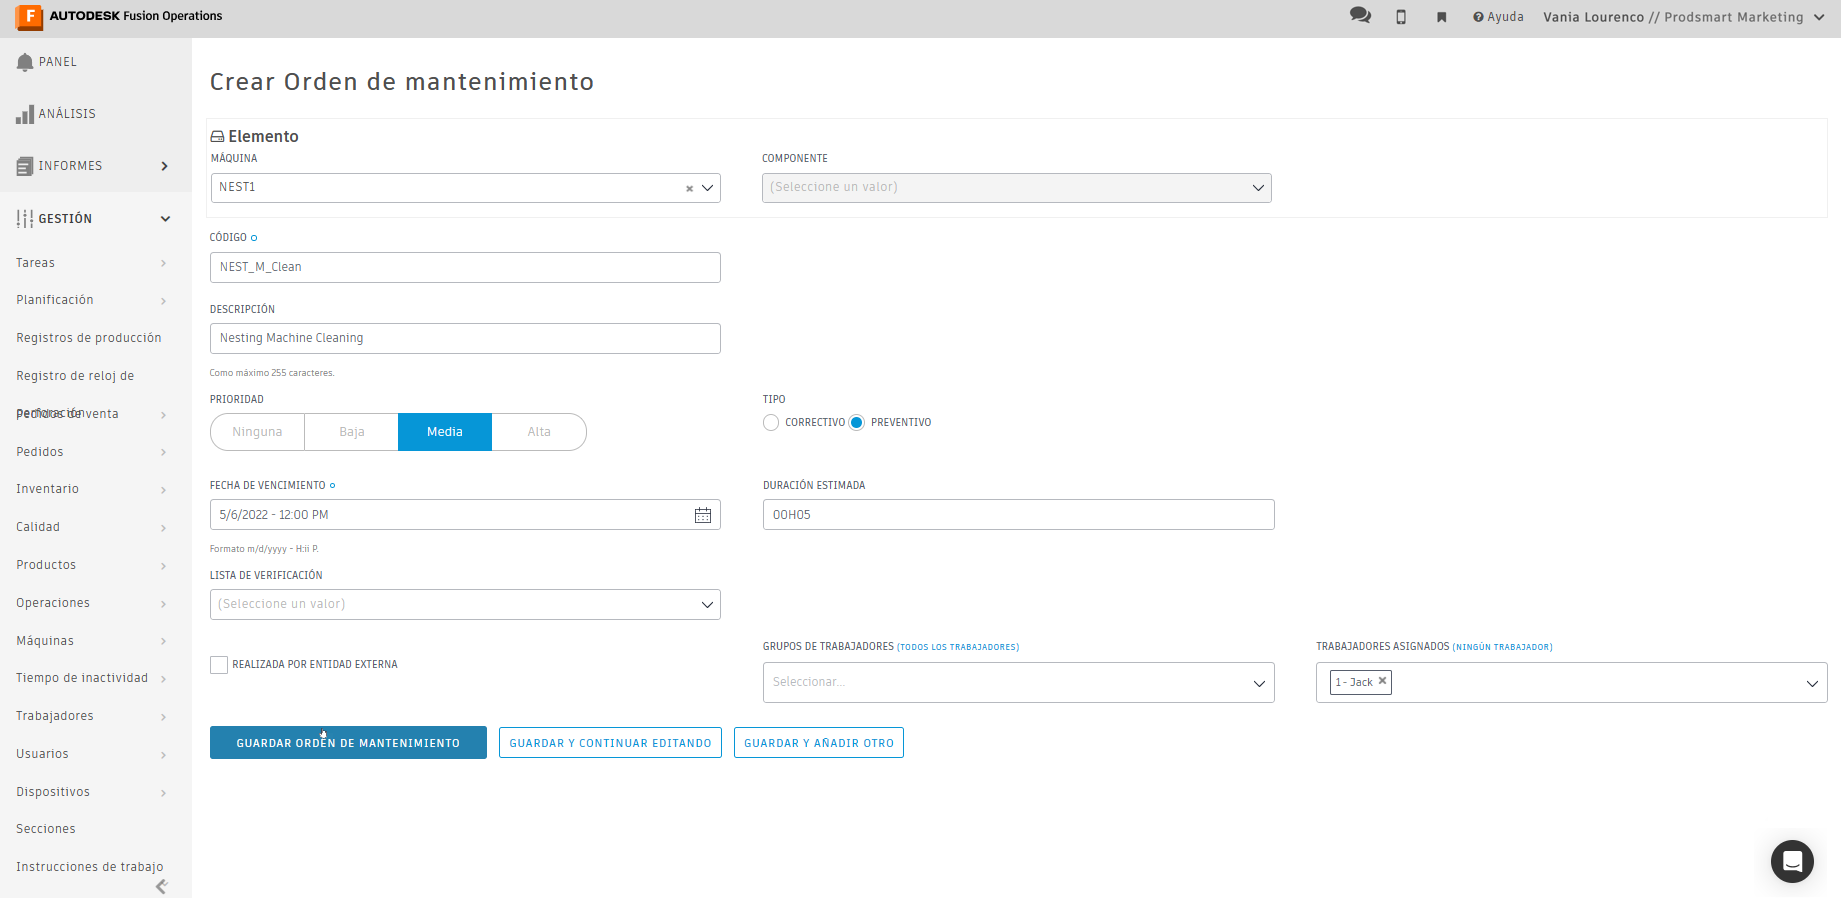 F AUTODESK Fusion Operations
Ayuda
Vania Lourenco // Prodsmart Marketing
PANEL
ANÁLISIS
INFORMES
GESTIÓN
Tareas
Planificación
Registros de producción
Registro de reloj de
perforación
Pedidos de venta
Pedidos
Inventario
Calidad
Productos
Operaciones
Máquinas
Tiempo de inactividad
Trabajadores
Usuarios
Dispositivos
Secciones
Instrucciones de trabajo
Crear Orden de mantenimiento
Elemento
MÁQUINA
NEST1
COMPONENTE
(Seleccione un valor)
CÓDIGO
NEST_M_Clean
DESCRIPCIÓN
Nesting Machine Cleaning
Como máximo 255 caracteres.
PRIORIDAD
Ninguna Baja Media Alta
TIPO
CORRECTIVO PREVENTIVO
FECHA DE VENCIMIENTO
5/6/2022 - 12:00 PM
Formato m/d/yyyy - H:ii P.
DURACIÓN ESTIMADA
00H05
LISTA DE VERIFICACIÓN
(Seleccione un valor)
REALIZADA POR ENTIDAD EXTERNA
GRUPOS DE TRABAJADORES (TODOS LOS TRABAJADORES)
Seleccionar...
TRABAJADORES ASIGNADOS (NINGÚN TRABAJADOR)
1 - Jack
GUARDAR ORDEN DE MANTENIMIENTO
GUARDAR Y CONTINUAR EDITANDO
GUARDAR Y AÑADIR OTRO